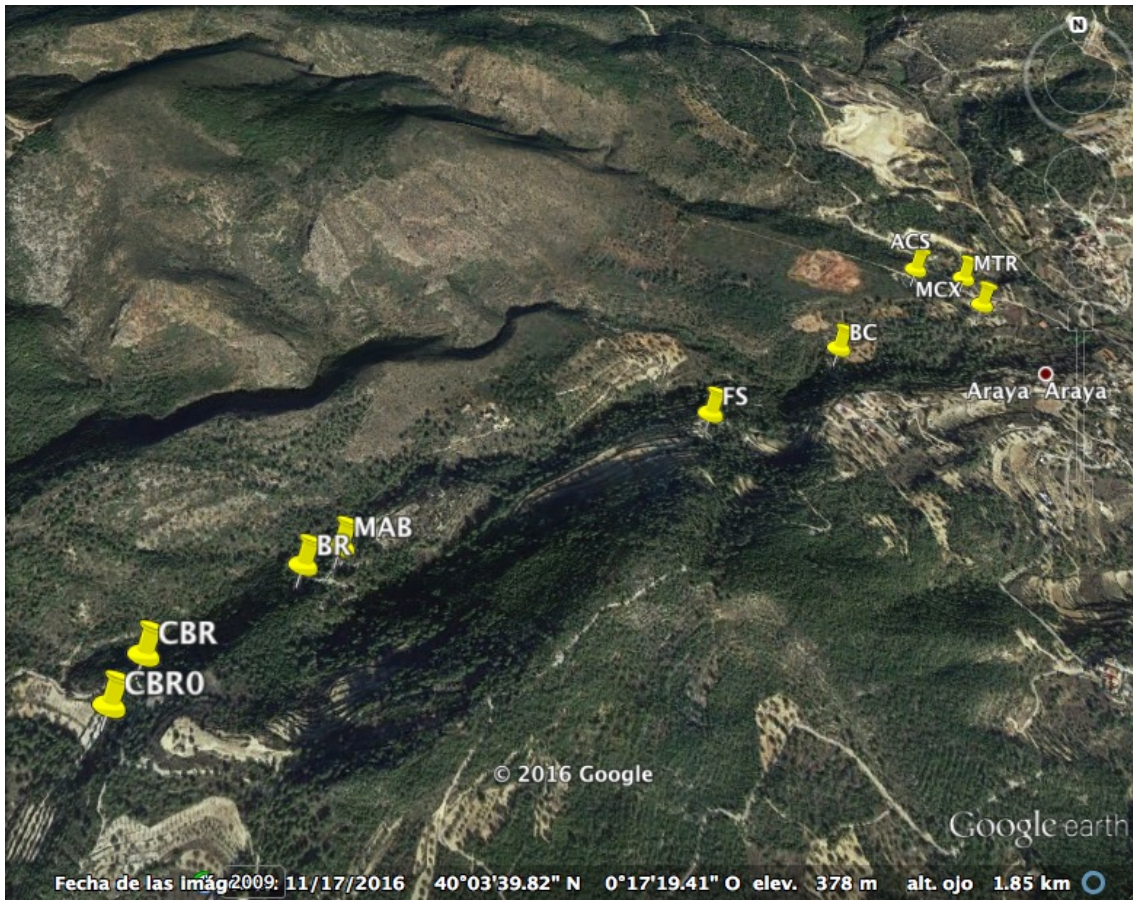 N
ACS
MTR
MCX
BC
Araya Araya
FS
MAB
BR
CBR
CBR0
© 2016 Google
Google earth
2009
Fecha de las imágenes: 11/17/2016 40°03'39.82" N 0°17'19.41" O elev. 378 m alt. ojo 1.85 km